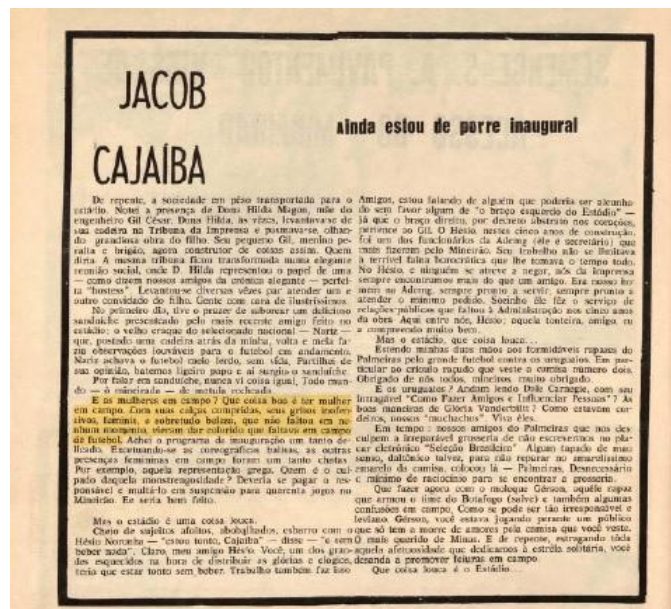 JACOB
CAJAÍBA
Ainda estou de porre inaugural
De repente, a sociedade em pêso transportada para o
estádio. Notei a presença de Dona Hilda Magon, mãe do
engenheiro Gil César. Dona Hilda, às vêzes, levantava-se de
sua cadeira na Tribuna da Imprensa e postava-se, olhan-
do grandiosa obra do filho. Seu pequeno Gil, menino pe-
ralta e brigão, agora construtor de coisas assim. Quem
diria. A mesma tribuna ficou transformada numa elegante
reunião social, onde D. Hilda representou o papel de uma
— como dizem nossos amigos da crônica elegante — perfei-
ta "hostess". Levantou-se diversas vêzes para atender um e
outro convidado do filho. Gente com cara de ilustríssimos.
No primeiro dia, tive o prazer de saborear um delicioso
sanduíche presenteado pelo mais recente amigo feito no
estádio: o velho craque do selecionado nacional — Nariz —
que, postado uma cadeira atrás da minha, volta e meia fa-
zia observações louváveis para o futebol em andamento.
Nariz achava o futebol meio lerdo, sem vida. Partilhei de
sua opinião, batemos ligeiro papo e aí surgiu o sanduíche.
Por falar em sanduíche, nunca vi coisa igual. Todo mun-
do — à mineirada — de matula recheada.
E as mulheres em campo? Que coisa boa é ter mulher
em campo. Com suas calças compridas, seus gritos inofen-
sivos, feminis, e sobretudo beleza, que não faltou em ne-
nhum momento, vieram dar colorido que faltava em campo
de futebol. Achei o programa de inauguração um tanto de-
licado. Excetuando-se as coreográficas balisas, as outras
presenças femininas em campo foram um tanto chatas
Por exemplo, aquela representação grega. Quem é o cul-
pado daquela monstrengosidade? Deveria se pagar o res-
ponsável e multá-lo em suspensão para quarenta jogos no
Mineirão. Ee seria bem feito.
Mas o estádio é uma coisa louca.
Cheio de sujeitos afoitos, abobalhados, esbarro com o
Hésio Noronha — "estou tonto, Cajaíba" — disse — "e sem
beber nada". Claro, meu amigo Hésio. Você, um dos gran-
des esquecidos na hora de distribuir as glórias e elogios,
teria que estar tonto sem beber. Trabalho também faz isso
Amigos, estou falando de alguém que poderia ser alcunha-
do sem favor algum de "o braço esquerdo do Estádio" —
já que o braço direito, por decreto abstrato nos corações,
pertence ao Gil. O Hésio, nestes cinco anos de construção,
foi um dos funcionários da Ademg (êle é secretário) que
mais fizeram pelo Mineirão. Seu trabalho não se limitava
à terrível faina burocrática que lhe tomava o tempo todo.
No Hésio, e ninguém se atreve a negar, nós da imprensa
sempre encontramos mais do que um amigo. Era nosso ho-
mem no Ademg, sempre pronto a servir, sempre pronto a
atender o mínimo pedido. Sozinho êle fêz o serviço de
relações-públicas que faltou à Administração nos cinco anos
da obra. Aqui entre nós, Hésio: aquela tonteira, amigo, eu
a compreendo muito bem.
Mas o estádio, que coisa louca...
Estendo minhas duas mãos aos formidáveis rapazes do
Palmeiras pelo grande futebol contra os uruguaios. Em par-
ticular ao crioulo raçudo que veste a camisa número dois.
Obrigado de nós todos, mineiros, muito obrigado.
E os uruguaios? Andam lendo Dale Carnegie, com seu
intragável "Como Fazer Amigos e Influenciar Pessoas"? As
boas maneiras de Glória Vanderbilt? Como estavam cor-
deiros, nossos "muchachos". Viva êles.
Em tempo: nossos amigos do Palmeiras que nos des-
culpem a irreparável grosseria de não escrevermos no pla-
car eletrônico "Seleção Brasileira". Algum tapado de mau
senso, daltônico talvez, para não reparar no amarelíssimo
amarelo da camisa, colocou lá — Palmeiras. Desnecessário
o mínimo de raciocínio para se encontrar a grosseria.
Que fazer agora com o moleque Gérson, aquêle rapaz
que armou o time do Botafogo (salve) e também algumas
confusões em campo. Como se pode ser tão irresponsável e
leviano. Gérson, você estava jogando perante um público
que só tem a morrer de amores pela camisa que você veste.
O mais querido de Minas. E de repente, estragando tôda
aquela afetuosidade que dedicamos à estrêla solitária, você
desanda a promover feiuras em campo.
Que coisa louca é o Estádio...